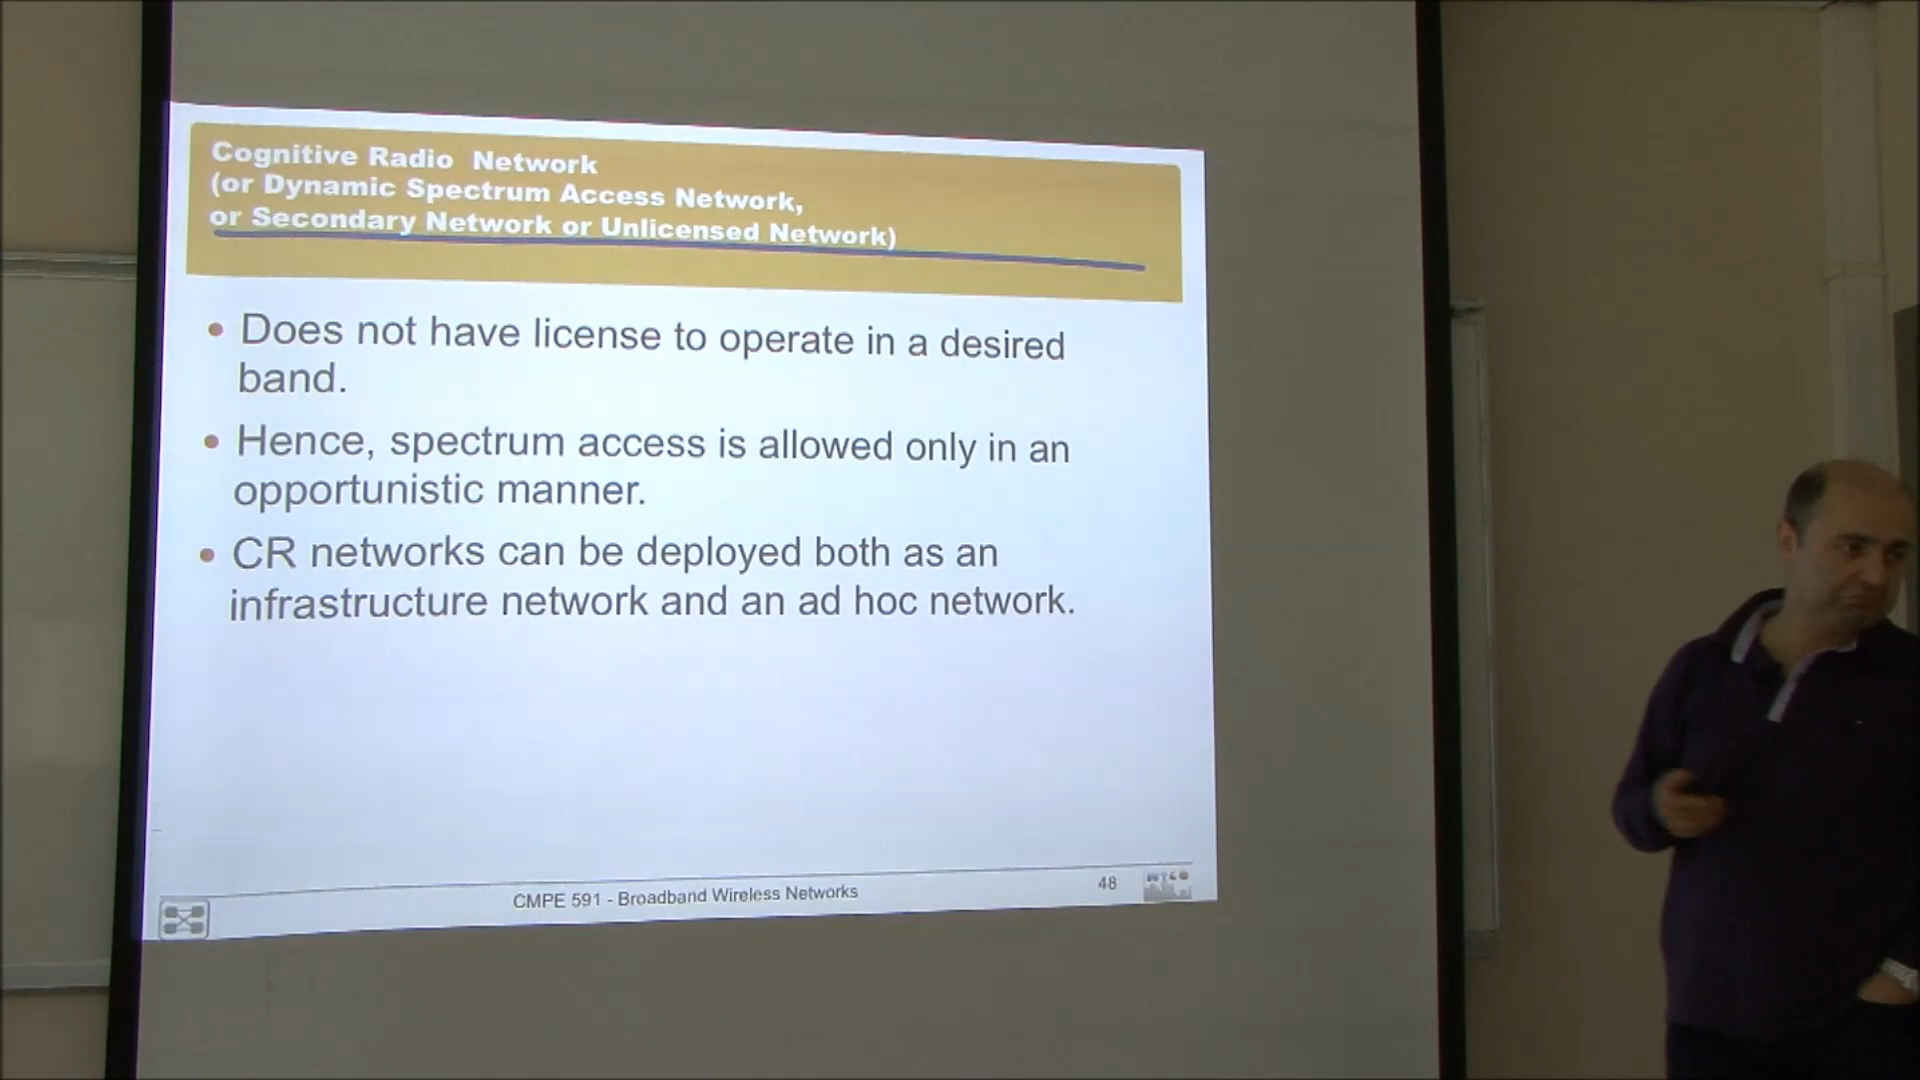 Cognitive Radio Network
(or Dynamic Spectrum Access Network,
or Secondary Network or Unlicensed Network)
• Does not have license to operate in a desired
band.
• Hence, spectrum access is allowed only in an
opportunistic manner.
• CR networks can be deployed both as an
infrastructure network and an ad hoc network.
CMPE 591 - Broadband Wireless Networks
48